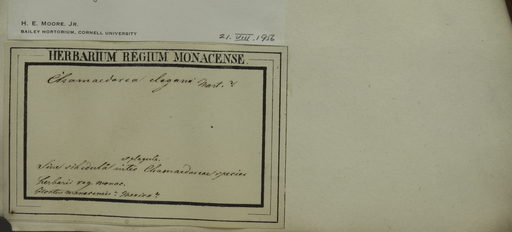 H. E. MOORE, JR.
BAILEY HORTORIUM, CORNELL UNIVERSITY
21. VIII. 1956
HERBARIUM REGIUM MONACENSE.
Chamaedorea elegans Mart.
Sine schedula inter Chamaedoreae species
herbarii reg. monac.